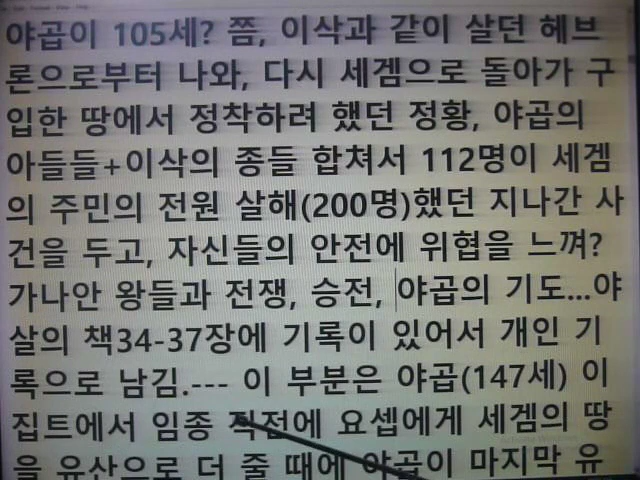 야곱이 105세? 쯤, 이삭과 같이 살던 헤브
론으로부터 나와, 다시 세겜으로 돌아가 구
입한 땅에서 정착하려 했던 정황, 야곱의
아들들+이삭의 종들 합쳐서 112명이 세겜
의 주민의 전원 살해(200명)했던 지나간 사
건을 두고, 자신들의 안전에 위협을 느껴?
가나안 왕들과 전쟁, 승전, 야곱의 기도...야
살의 책34-37장에 기록이 있어서 개인 기
록으로 남김.--- 이 부분은 야곱(147세) 이
집트에서 임종 직전에 요셉에게 세겜의 땅
을 유산으로 더 줄 때에 야곱이 마지막 유